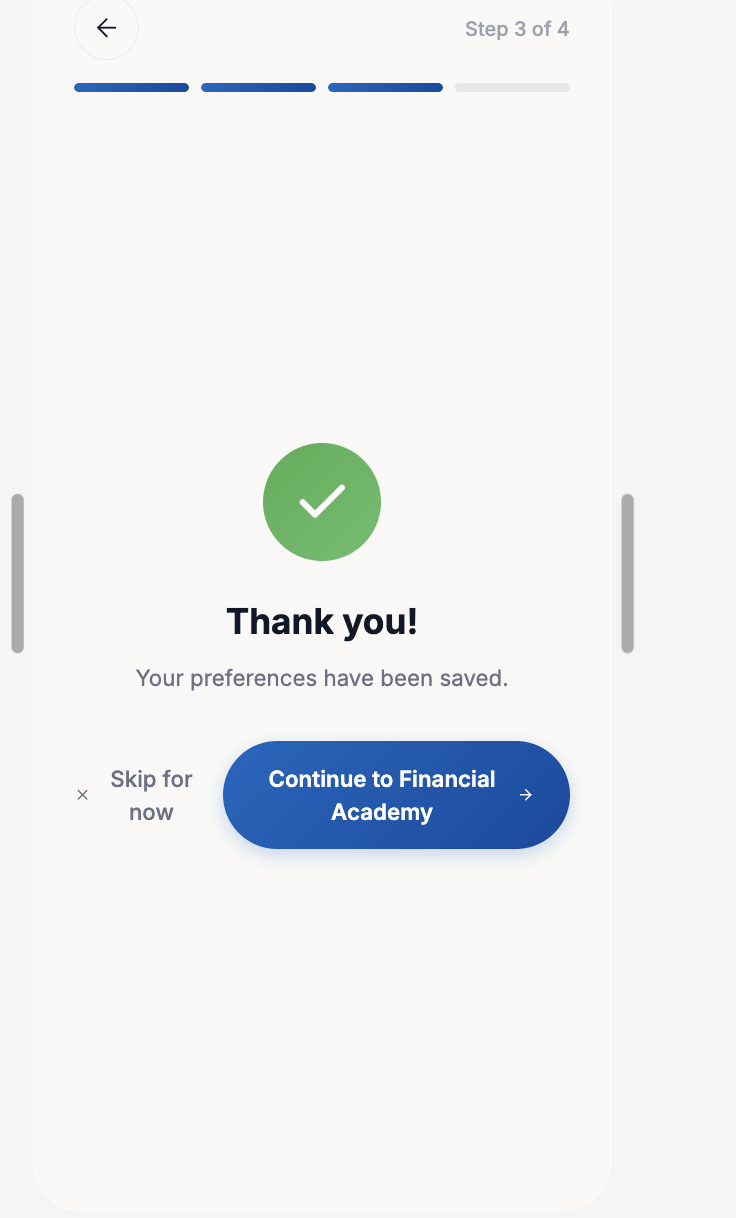 Step 3 of 4
Thank you!
Your preferences have been saved.
Skip for
now
Continue to Financial
Academy